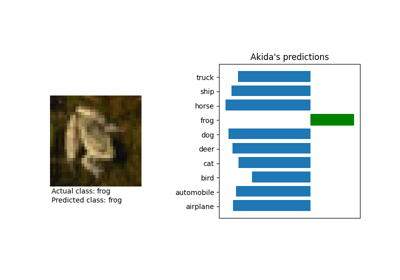 Akida's predictions
truck
ship
horse
frog
dog
deer
cat
bird
automobile
airplane
Actual class: frog
Predicted class: frog